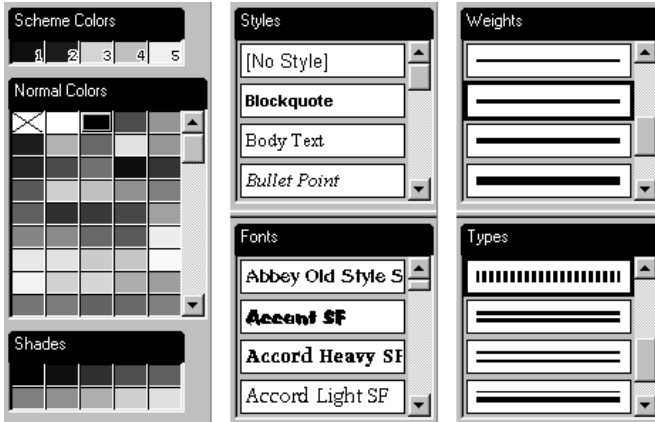 Scheme Colors
1 2 3 4 5
Normal Colors
Shades
Styles
[No Style]
Blockquote
Body Text
Bullet Point
Fonts
Abbey Old Style S
Accent SF
Accord Heavy SF
Accord Light SF
Weights
Types